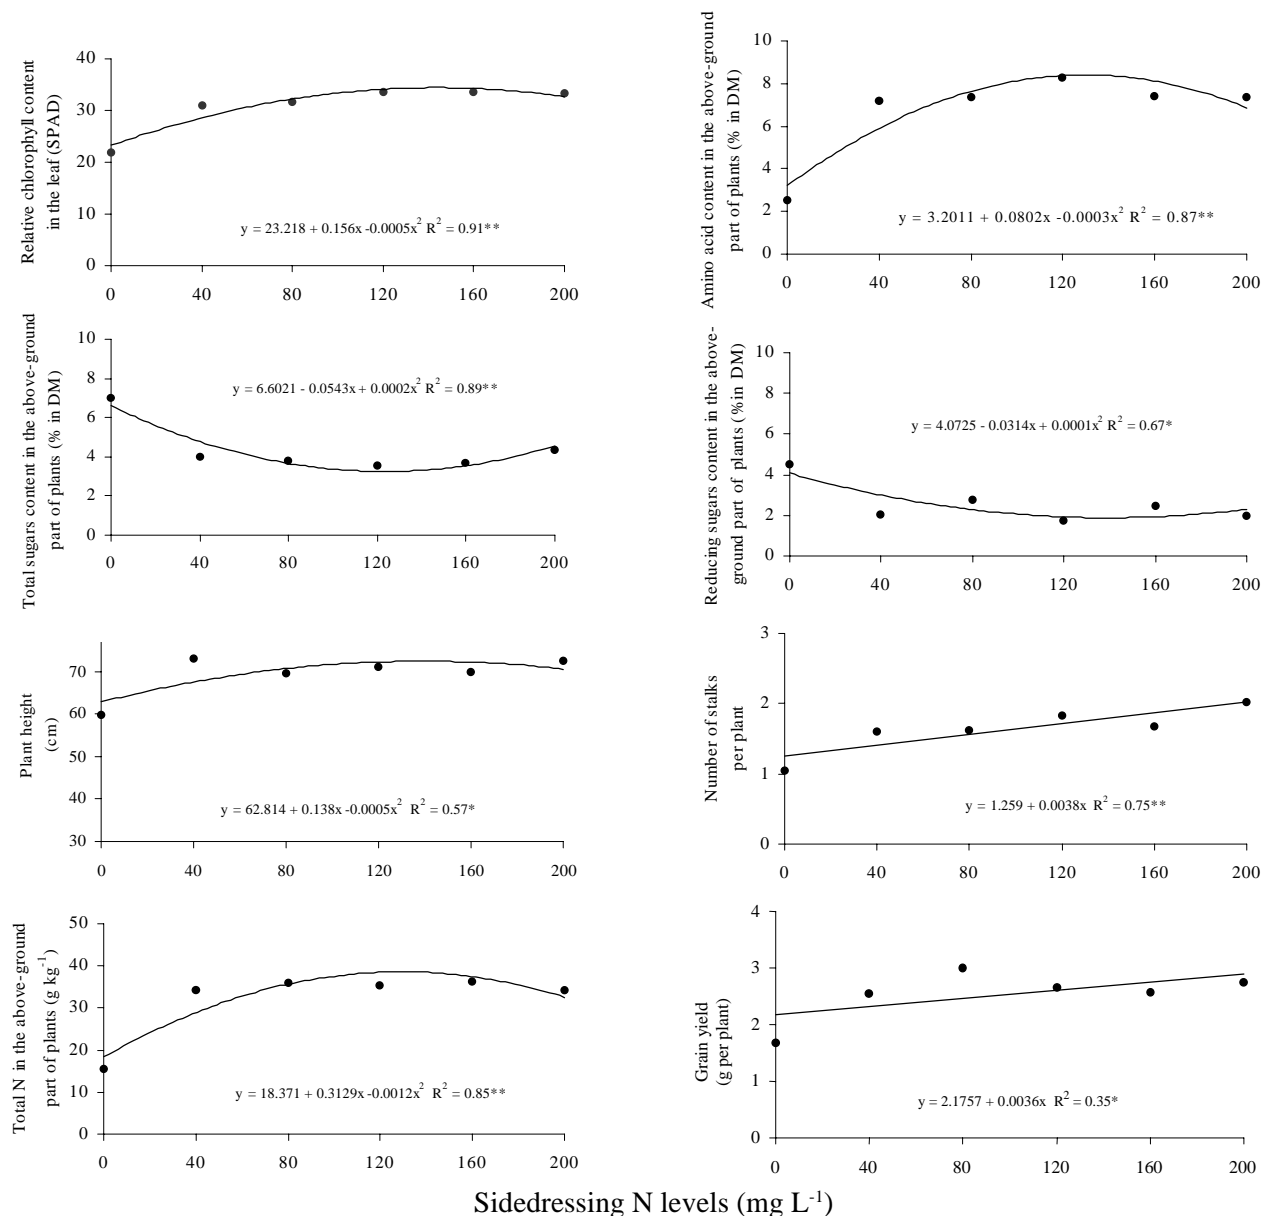 Relative chlorophyll content
in the leaf (SPAD)
40
30
20
10
0
y = 23.218 + 0.156x -0.0005x² R² = 0.91**
0 40 80 120 160 200
Amino acid content in the above-ground
part of plants (% in DM)
10
8
6
4
2
0
y = 3.2011 + 0.0802x -0.0003x² R² = 0.87**
0 40 80 120 160 200
Total sugars content in the above-ground
part of plants (% in DM)
10
8
6
4
2
0
y = 6.6021 - 0.0543x + 0.0002x² R² = 0.89**
0 40 80 120 160 200
Reducing sugars content in the above-
ground part of plants (%in DM)
10
8
6
4
2
0
y = 4.0725 - 0.0314x + 0.0001x² R² = 0.67*
0 40 80 120 160 200
Plant height
(cm)
70
60
50
40
30
y = 62.814 + 0.138x -0.0005x² R² = 0.57*
0 40 80 120 160 200
Number of stalks
per plant
3
2
1
0
y = 1.259 + 0.0038x R² = 0.75**
0 40 80 120 160 200
Total N in the above-ground
part of plants (g kg⁻¹)
50
40
30
20
10
0
y = 18.371 + 0.3129x -0.0012x² R² = 0.85**
0 40 80 120 160 200
Grain yield
(g per plant)
4
3
2
1
0
y = 2.1757 + 0.0036x R² = 0.35*
0 40 80 120 160 200
Sidedressing N levels (mg L⁻¹)